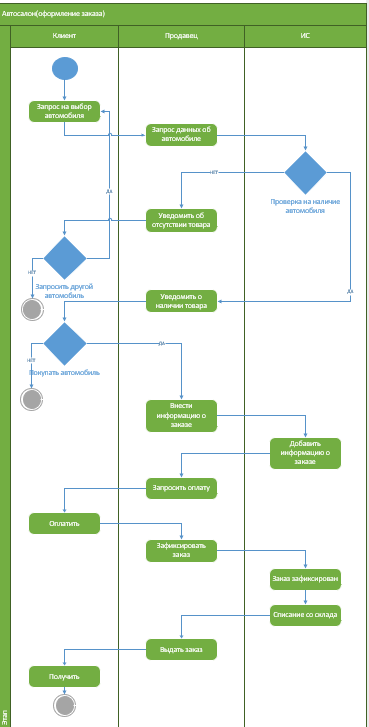 Автосалон(оформление заказа)
Клиент
Продавец
ИС
Запрос на выбор
автомобиля
Запрос данных об
автомобиле
нет
Проверка на наличие
автомобиля
да
Уведомить об
отсутствии товара
нет
Запросить другой
автомобиль
да
Уведомить о
наличии товара
да
нет
Покупать автомобиль
Внести
информацию о
заказе
Добавить
информацию о
заказе
Запросить оплату
Оплатить
Зафиксировать
заказ
Заказ зафиксирован
Списание со склада
Выдать заказ
Получить
Этап